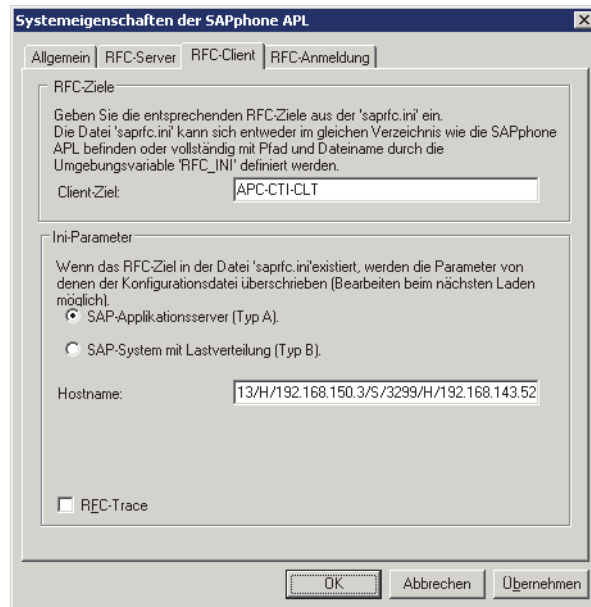 Systemeigenschaften der SAPphone APL
Allgemein RFC-Server RFC-Client RFC-Anmeldung
RFC-Ziele
Geben Sie die entsprechenden RFC-Ziele aus der 'saprfc.ini' ein.
Die Datei 'saprfc.ini' kann sich entweder im gleichen Verzeichnis wie die SAPphone
APL befinden oder vollständig mit Pfad und Dateiname durch die
Umgebungsvariable 'RFC_INI' definiert werden.
Client-Ziel: APC-CTI-CLT
Ini-Parameter
Wenn das RFC-Ziel in der Datei 'saprfc.ini'existiert, werden die Parameter von
denen der Konfigurationsdatei überschrieben (Bearbeiten beim nächsten Laden
möglich).
SAP-Applikationsserver (Typ A).
SAP-System mit Lastverteilung (Typ B).
Hostname: 13/H/192.168.150.3/S/3299/H/192.168.143.52
RFC-Trace
OK Abbrechen Übernehmen